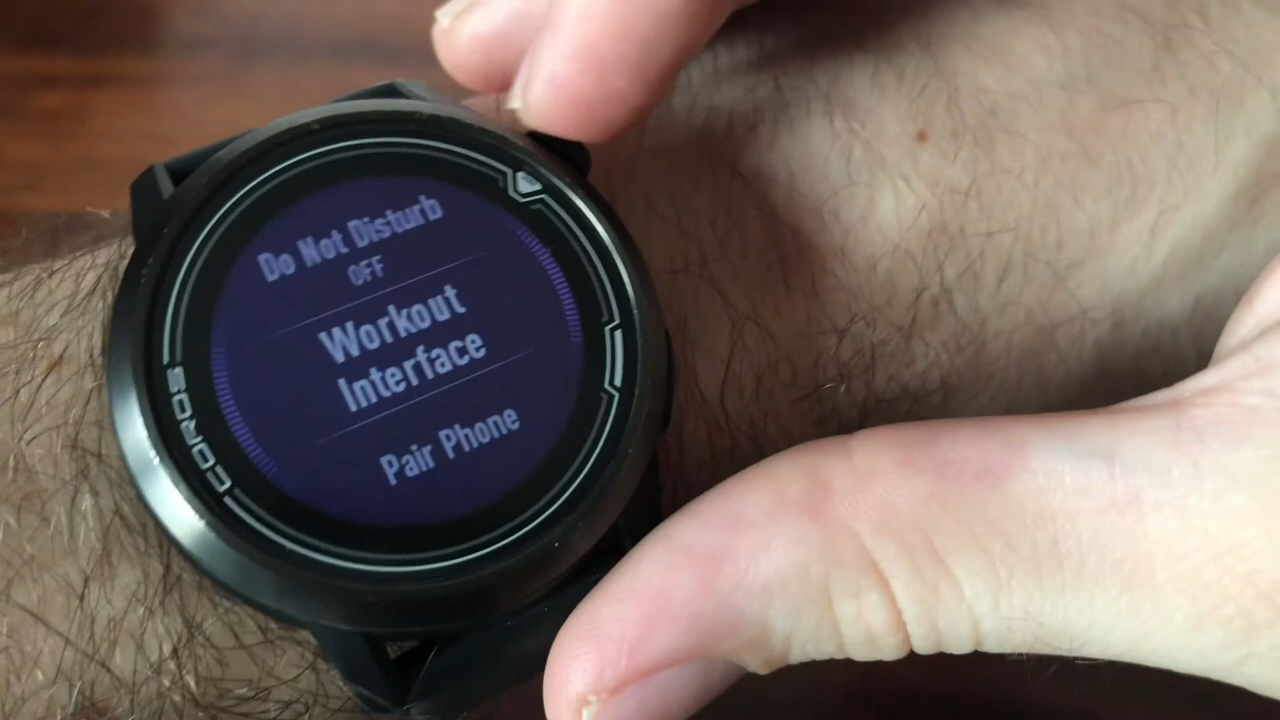 Do Not Disturb
OFF
Workout
Interface
Pair Phone
COROS